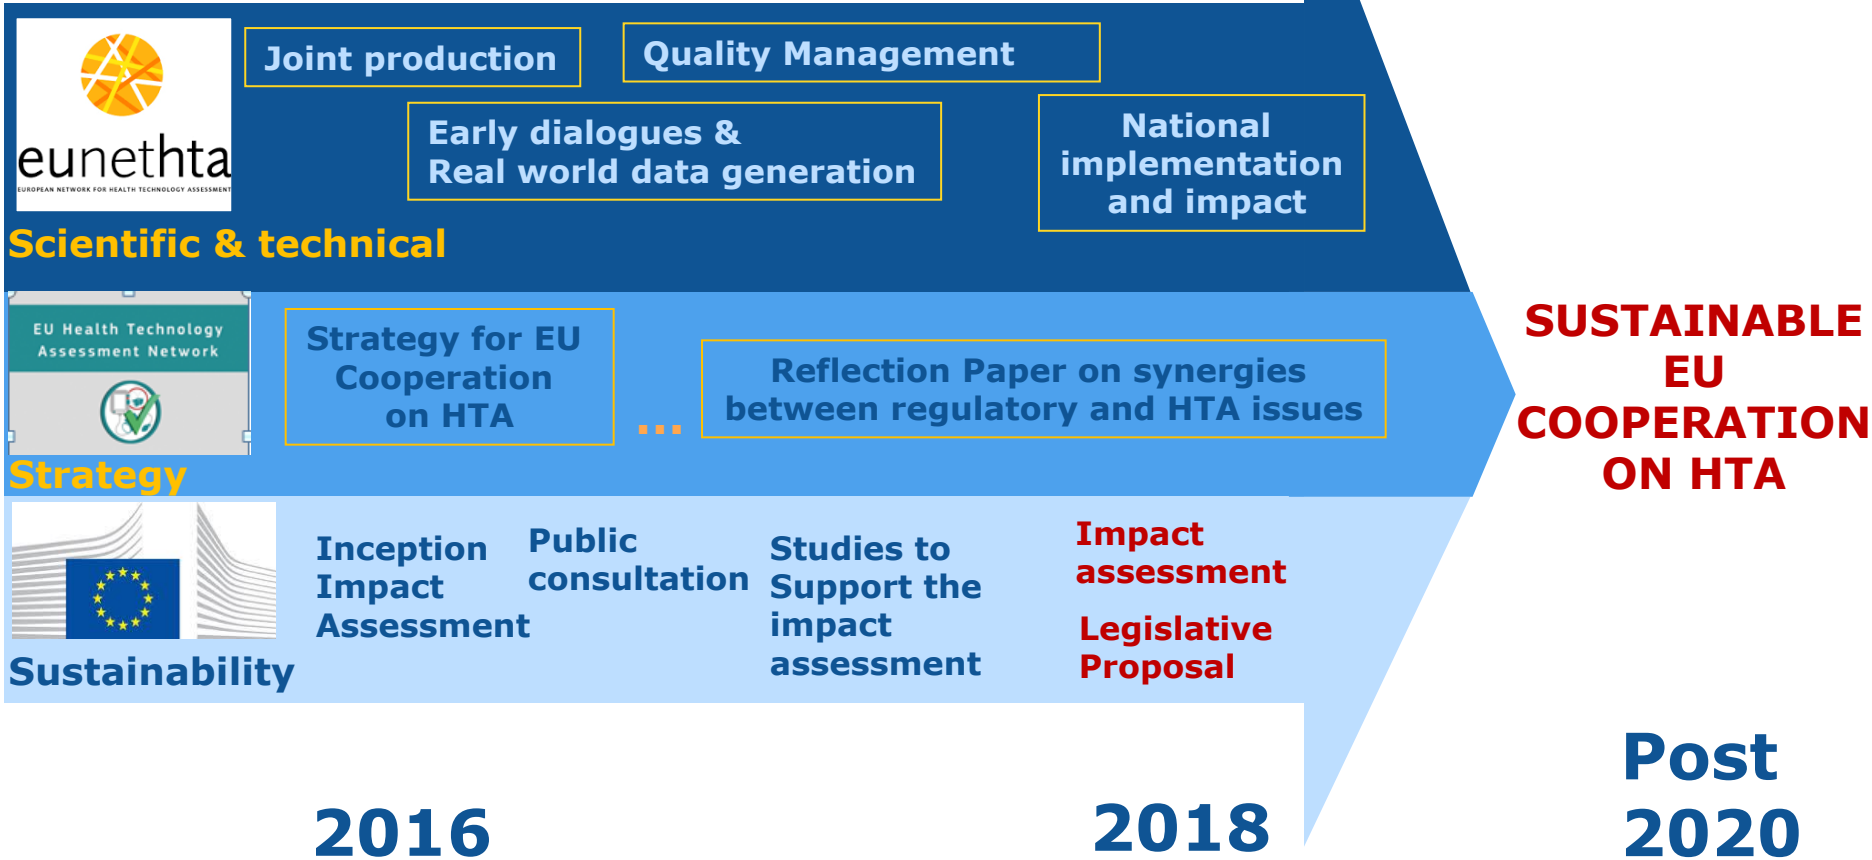 Joint production
Quality Management
Early dialogues &
Real world data generation
National
implementation
and impact
eunethta
EUROPEAN NETWORK FOR HEALTH TECHNOLOGY ASSESSMENT
Scientific & technical
EU Health Technology
Assessment Network
Strategy for EU
Cooperation
on HTA
...
Reflection Paper on synergies
between regulatory and HTA issues
Strategy
SUSTAINABLE
EU
COOPERATION
ON HTA
Inception
Impact
Assessment
Public
consultation
Studies to
Support the
impact
assessment
Impact
assessment
Legislative
Proposal
Sustainability
2016
2018
Post
2020